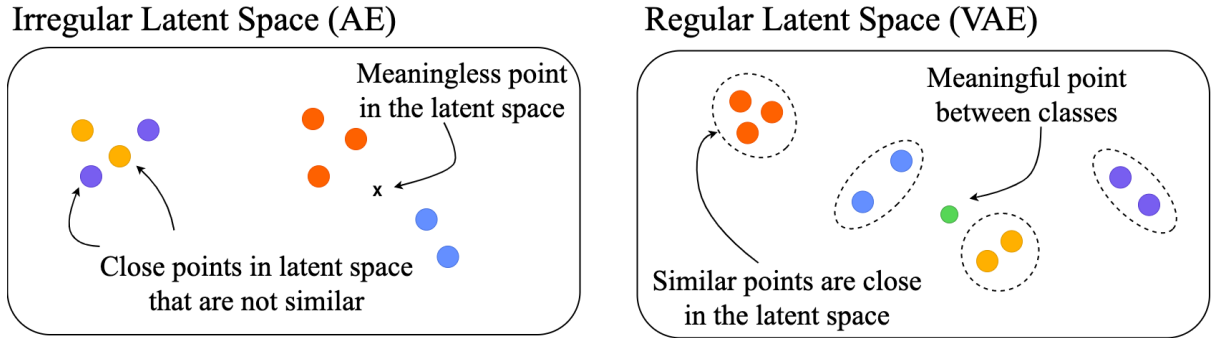 Irregular Latent Space (AE)
Meaningless point
in the latent space
x
Close points in latent space
that are not similar
Regular Latent Space (VAE)
Meaningful point
between classes
Similar points are close
in the latent space